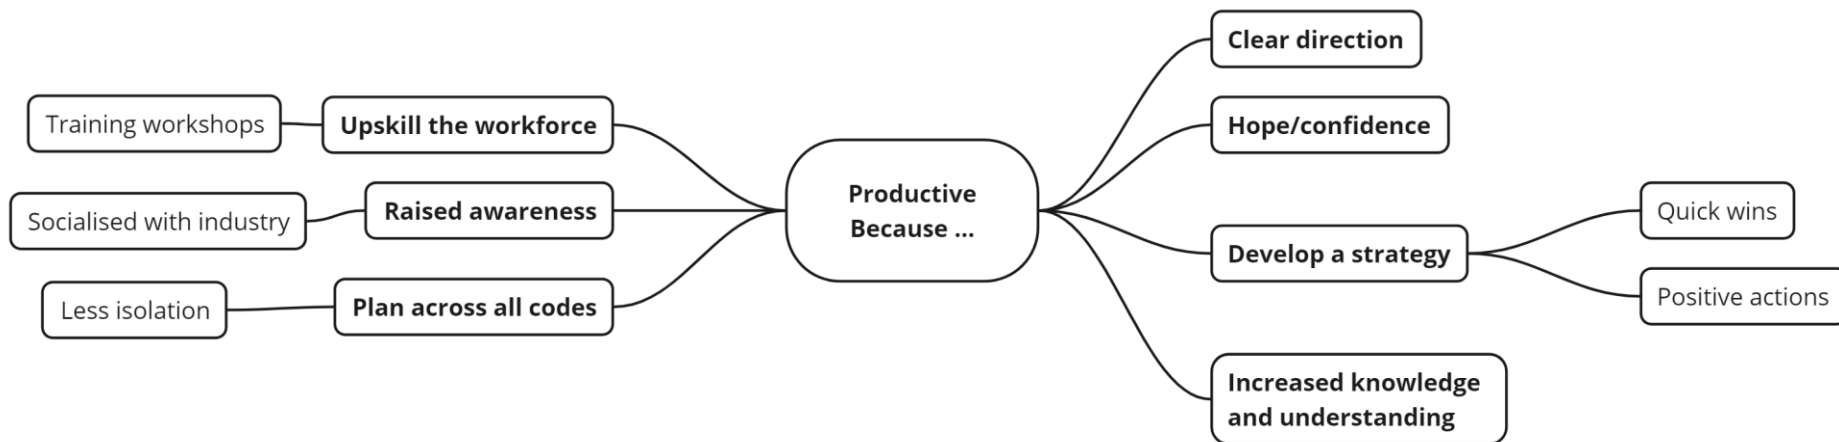 Training workshops
Upskill the workforce
Socialised with industry
Raised awareness
Less isolation
Plan across all codes
Productive
Because ...
Clear direction
Hope/confidence
Develop a strategy
Quick wins
Positive actions
Increased knowledge
and understanding